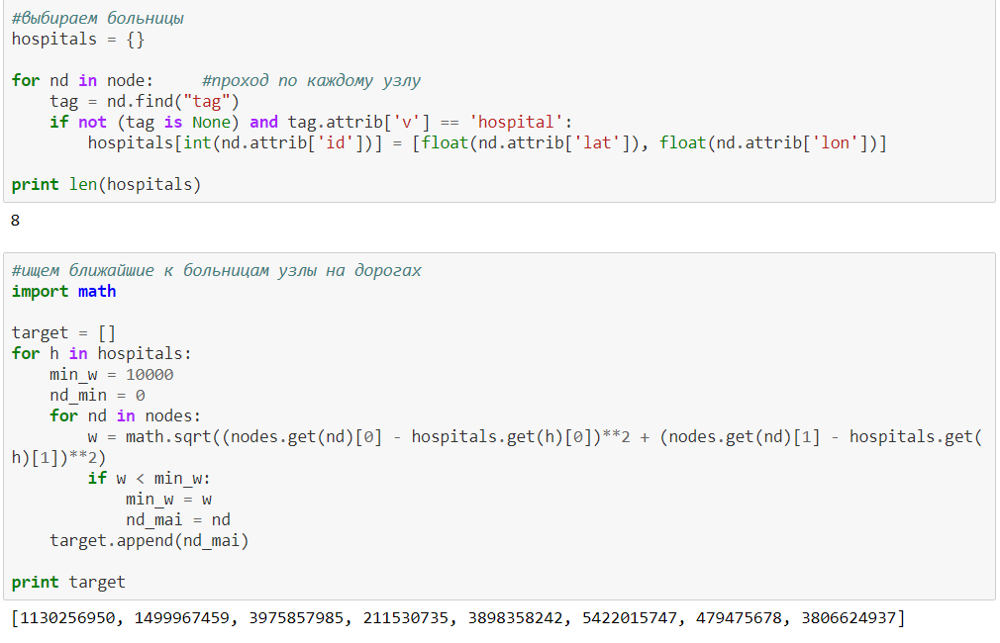 #выбираем больницы
hospitals = {}
for nd in node:     #проход по каждому узлу
    tag = nd.find("tag")
    if not (tag is None) and tag.attrib['v'] == 'hospital':
        hospitals[int(nd.attrib['id'])] = [float(nd.attrib['lat']), float(nd.attrib['lon'])]
print len(hospitals)
8
#ищем ближайшие к больницам узлы на дорогах
import math
target = []
for h in hospitals:
    min_w = 10000
    nd_min = 0
    for nd in nodes:
        w = math.sqrt((nodes.get(nd)[0] - hospitals.get(h)[0])**2 + (nodes.get(nd)[1] - hospitals.get(
h)[1])**2)
        if w < min_w:
            min_w = w
            nd_mai = nd
    target.append(nd_mai)
print target
[1130256950, 1499967459, 3975857985, 211530735, 3898358242, 5422015747, 479475678, 3806624937]